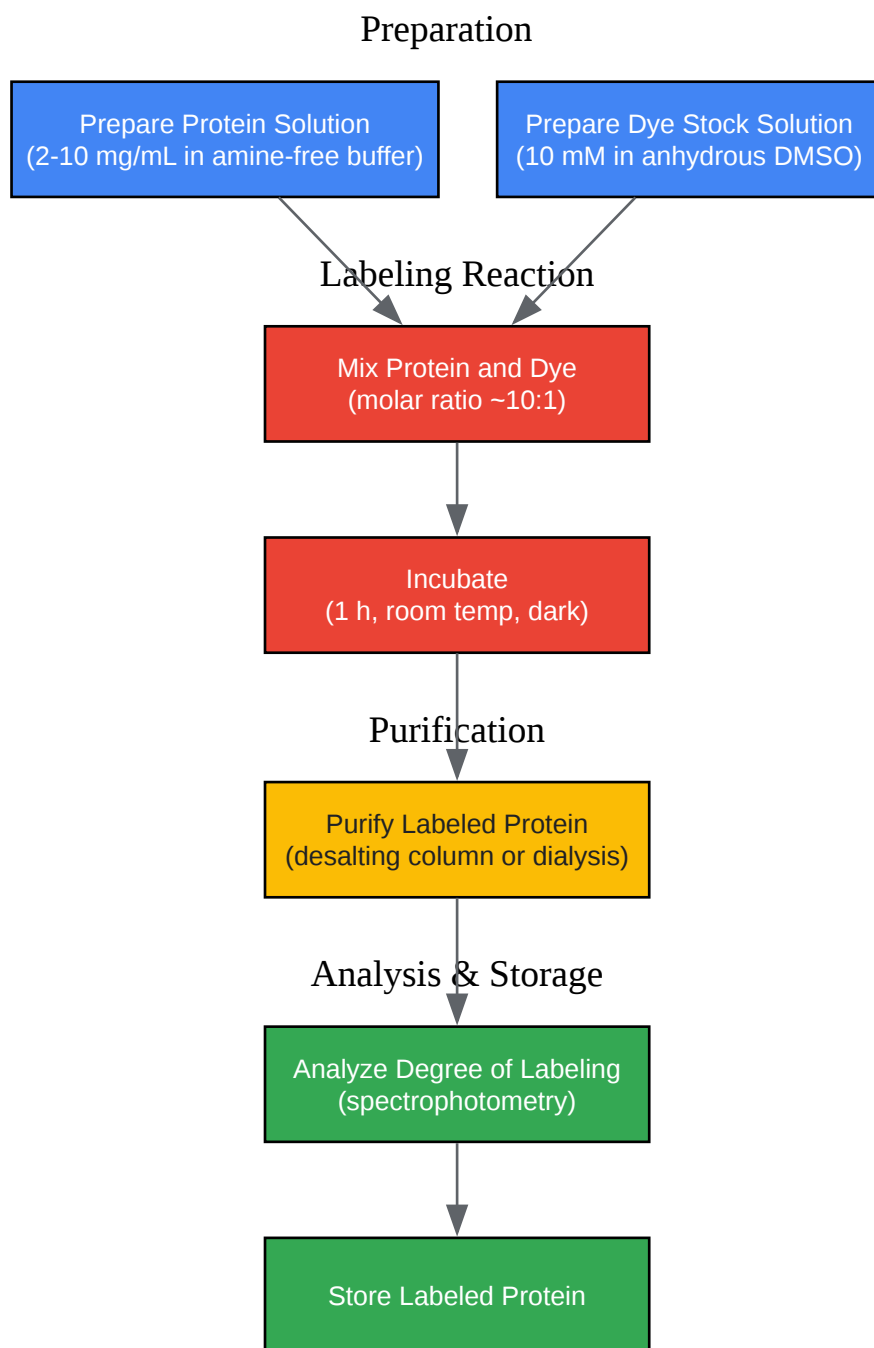 Preparation
Prepare Protein Solution
(2-10 mg/mL in amine-free buffer)
Prepare Dye Stock Solution
(10 mM in anhydrous DMSO)
Labeling Reaction
Mix Protein and Dye
(molar ratio ~10:1)
Incubate
(1 h, room temp, dark)
Purification
Purify Labeled Protein
(desalting column or dialysis)
Analysis & Storage
Analyze Degree of Labeling
(spectrophotometry)
Store Labeled Protein